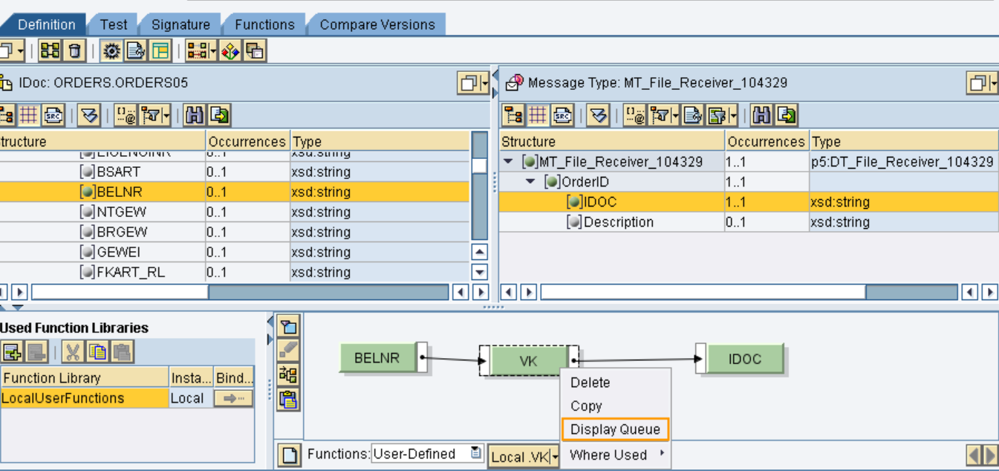 Definition Test Signature Functions Compare Versions
IDoc: ORDERS.ORDERS05
Message Type: MT_File_Receiver_104329
Structure Occurrences Type
EIGENUINR 0..1 xsd:string
BSART 0..1 xsd:string
BELNR 0..1 xsd:string
NTGEW 0..1 xsd:string
BRGEW 0..1 xsd:string
GEWEI 0..1 xsd:string
FKART_RL 0..1 xsd:string
Structure Occurrences Type
MT_File_Receiver_104329 1..1 p5:DT_File_Receiver_104329
OrderID 1..1
IDOC 1..1 xsd:string
Description 0..1 xsd:string
Used Function Libraries
Function Library Insta... Bind...
LocalUserFunctions Local
BELNR VK IDOC
Delete
Copy
Display Queue
Where Used
Functions: User-Defined Local .VK